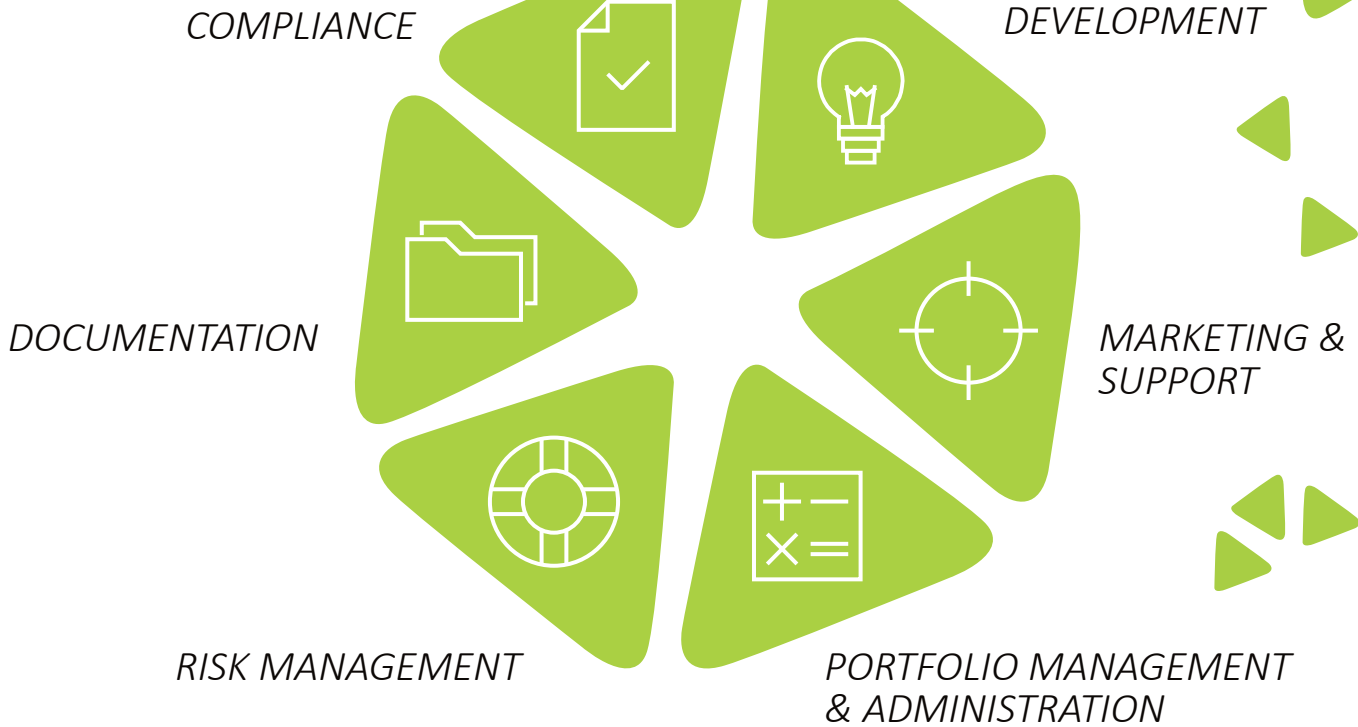 COMPLIANCE
DEVELOPMENT
DOCUMENTATION
MARKETING &
SUPPORT
RISK MANAGEMENT
PORTFOLIO MANAGEMENT
& ADMINISTRATION